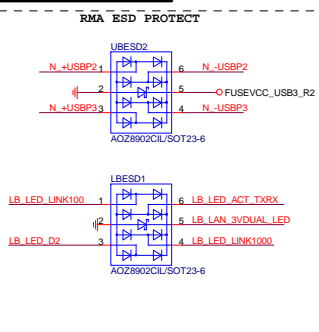 RMA ESD PROTECT
UBESD2
N_+USBP2 1 6 N_-USBP2
2 5 FUSEVCC_USB3_R2
N_+USBP3 3 4 N_-USBP3
AOZ8902CIL/SOT23-6
LBESD1
LB_LED_LINK100 1 6 LB_LED_ACT_TXRX
2 5 LB_LAN_3VDUAL_LED
LB_LED_D2 3 4 LB_LED_LINK1000
AOZ8902CIL/SOT23-6